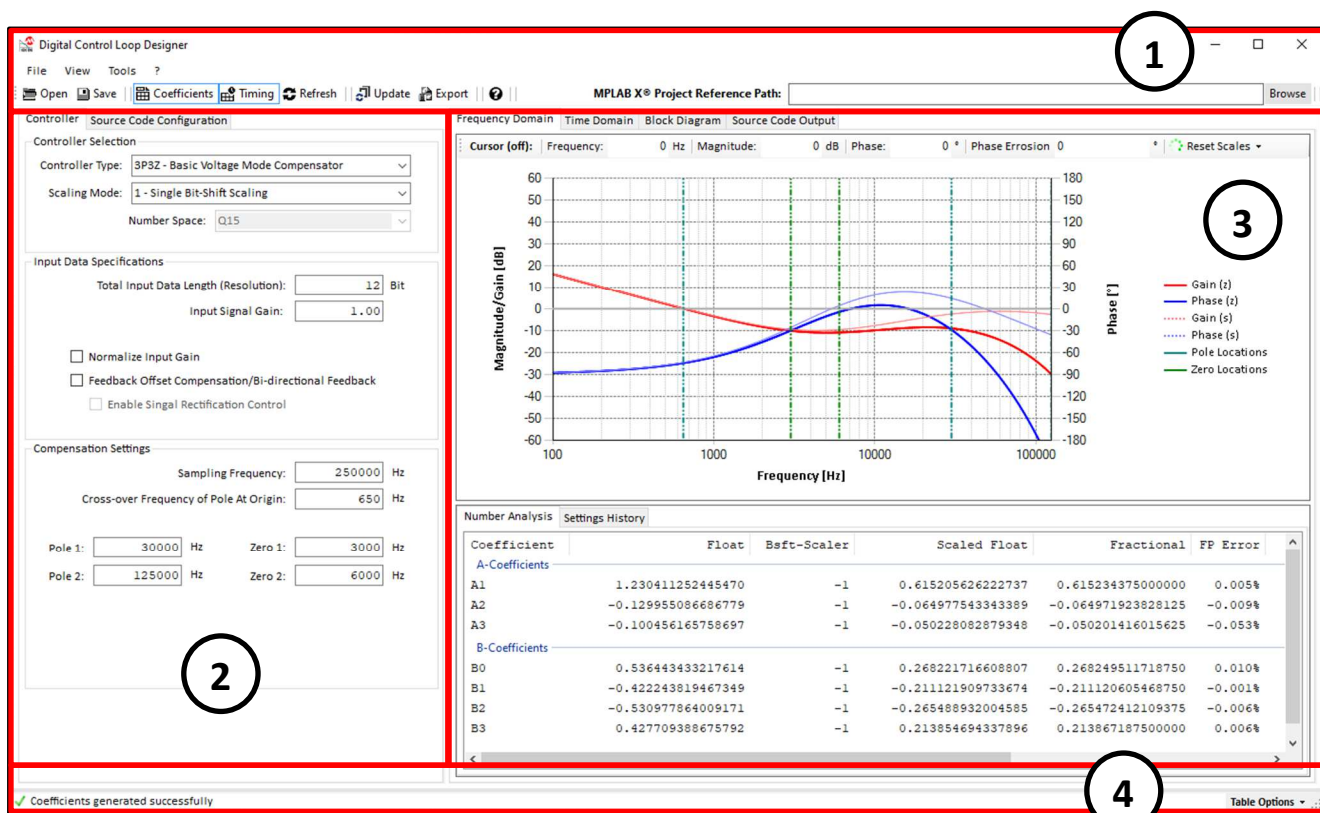 Digital Control Loop Designer
1
File View Tools ?
Open Save Coefficients Timing Refresh Update Export MPLAB X® Project Reference Path: Browse
Controller Source Code Configuration
Controller Selection
Controller Type: 3P3Z - Basic Voltage Mode Compensator
Scaling Mode: 1 - Single Bit-Shift Scaling
Number Space: Q15
Input Data Specifications
Total Input Data Length (Resolution): 12 Bit
Input Signal Gain: 1.00
Normalize Input Gain
Feedback Offset Compensation/Bi-directional Feedback
Enable Singal Rectification Control
Compensation Settings
Sampling Frequency: 250000 Hz
Cross-over Frequency of Pole At Origin: 650 Hz
Pole 1: 30000 Hz Zero 1: 3000 Hz
Pole 2: 125000 Hz Zero 2: 6000 Hz
2
Frequency Domain Time Domain Block Diagram Source Code Output
Cursor (off): Frequency: 0 Hz Magnitude: 0 dB Phase: 0 ° Phase Errosion 0 ° Reset Scales
3
Magnitude/Gain [dB]
60
50
40
30
20
10
0
-10
-20
-30
-40
-50
-60
180
150
120
90
60
30
0
-30
-60
-90
-120
-150
-180
Phase [°]
100 1000 10000 100000
Frequency [Hz]
Gain (z)
Phase (z)
Gain (s)
Phase (s)
Pole Locations
Zero Locations
Number Analysis Settings History
Coefficient Float Bsft-Scaler Scaled Float Fractional FP Error
A-Coefficients
A1 1.230411252445470 -1 0.615205626222737 0.615234375000000 0.005%
A2 -0.129955086686779 -1 -0.064977543343389 -0.064971923828125 -0.009%
A3 -0.100456165758697 -1 -0.050228082879348 -0.050201416015625 -0.053%
B-Coefficients
B0 0.536443433217614 -1 0.268221716608807 0.268249511718750 0.010%
B1 -0.422243819467349 -1 -0.211121909733674 -0.211120605468750 -0.001%
B2 -0.530977864009171 -1 -0.265488932004585 -0.265472412109375 -0.006%
B3 0.427709388675792 -1 0.213854694337896 0.213867187500000 0.006%
4
Coefficients generated successfully Table Options